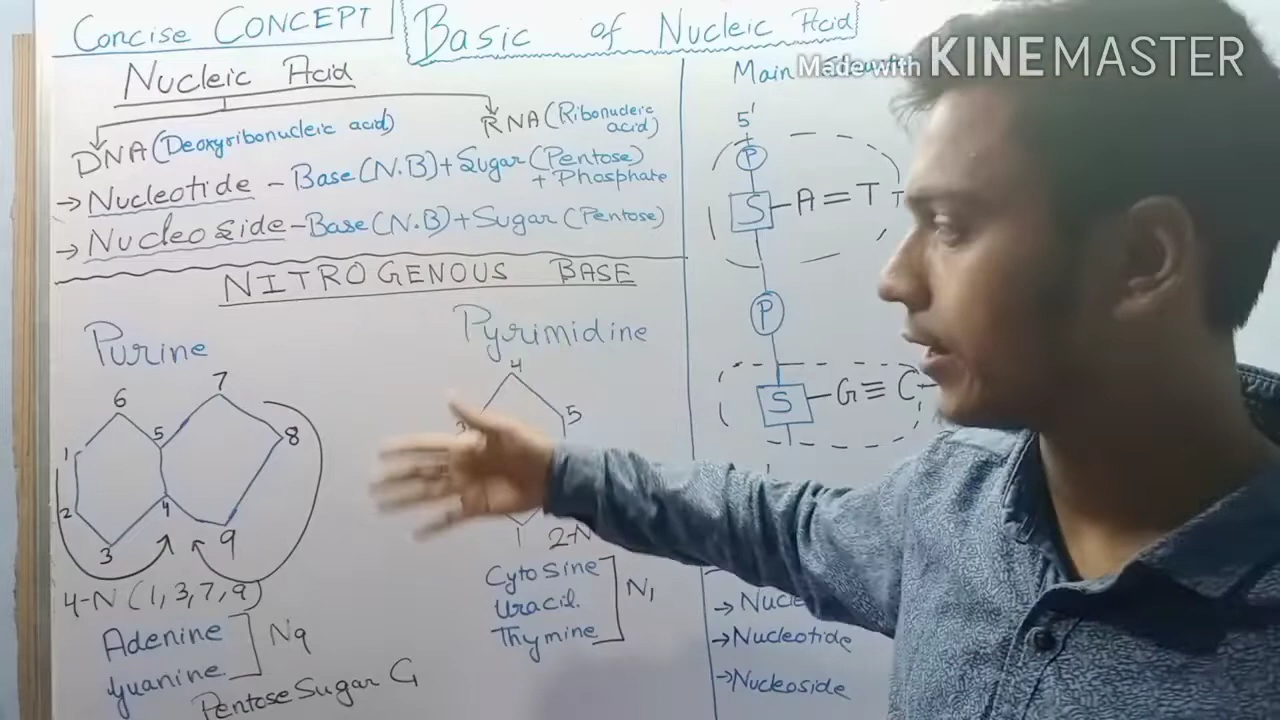 Concise CONCEPT
Basic of Nucleic Acid
Made with KINEMASTER
Nucleic Acid
DNA (Deoxyribonucleic acid)
RNA (Ribonucleic acid)
→ Nucleotide - Base (N.B) + Sugar (Pentose) + Phosphate
→ Nucleoside - Base (N.B) + Sugar (Pentose)
NITROGENOUS BASE
Purine
6
7
1
5
8
2
4
3
9
4-N (1, 3, 7, 9)
Adenine
Guanine
N9
Pentose Sugar C1
Pyrimidine
4
5
3
1
2-N
Cytosine
Uracil
Thymine
N1
Main
5'
P
S - A = T
P
S - G ≡ C
→ Nucle
→ Nucleotide
→ Nucleoside